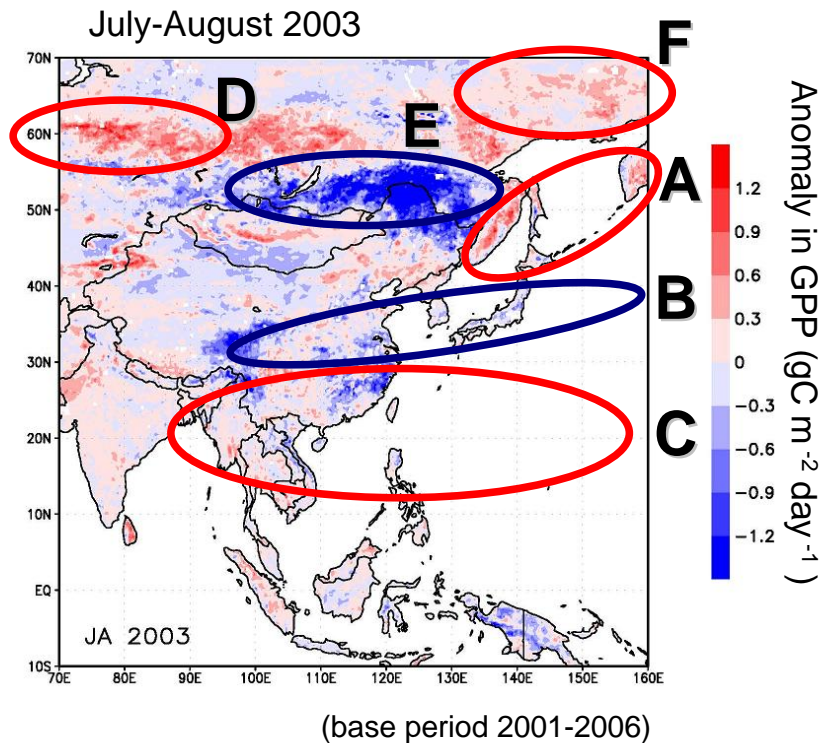 July-August 2003
F
D
E
A
B
C
70N
60N
50N
40N
30N
20N
10N
EQ
10S
70E
80E
90E
100E
110E
120E
130E
140E
150E
160E
JA 2003
1.2
0.9
0.6
0.3
0
−0.3
−0.6
−0.9
−1.2
Anomaly in GPP (gC m⁻² day⁻¹)
(base period 2001-2006)